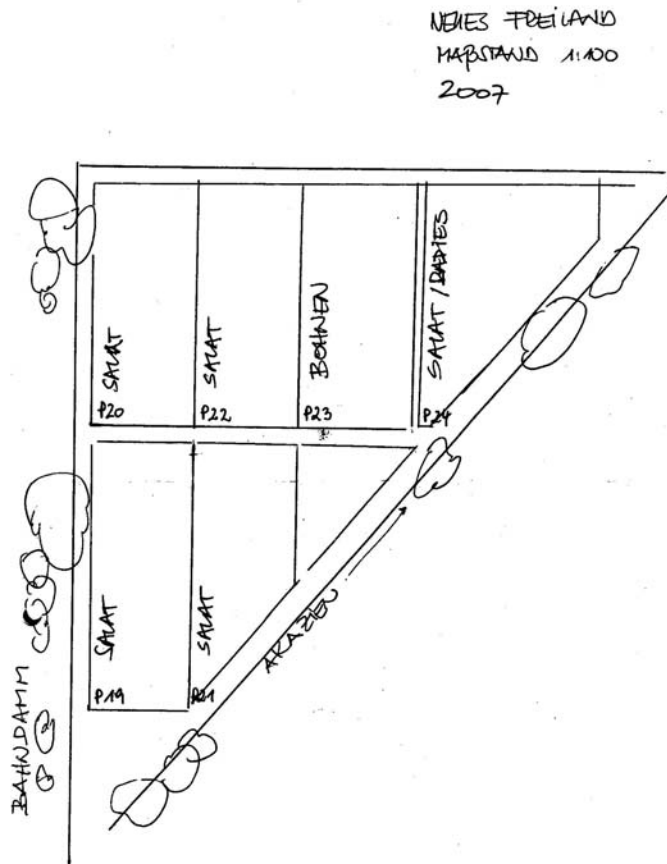 NEUES FREILAND
MAßSTAND 1:100
2007
SALAT
P20
SALAT
P22
BOHNEN
P23
SALAT / RADIES
P24
SALAT
P19
SALAT
P21
AKAZIEN
BAHNDAMM